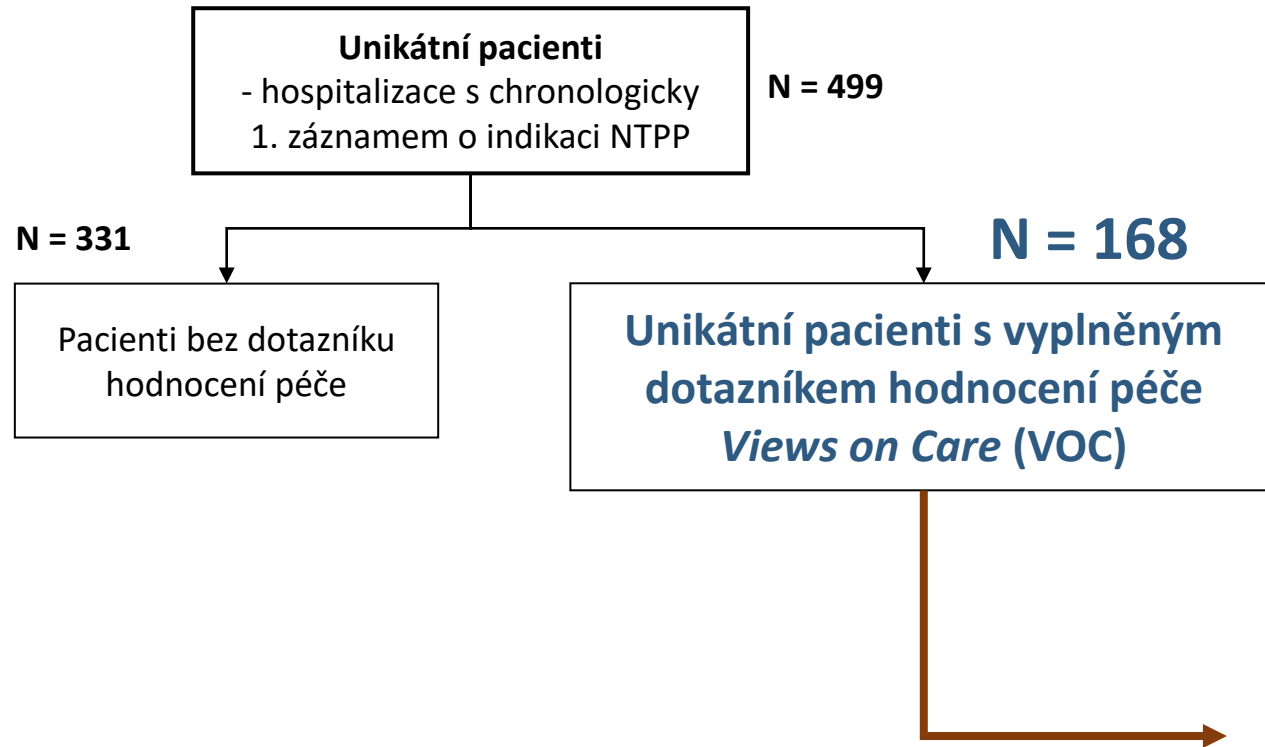 Unikátní pacienti
- hospitalizace s chronologicky
1. záznamem o indikaci NTPP
N = 499
N = 331
N = 168
Pacienti bez dotazníku
hodnocení péče
Unikátní pacienti s vyplněným
dotazníkem hodnocení péče
Views on Care (VOC)